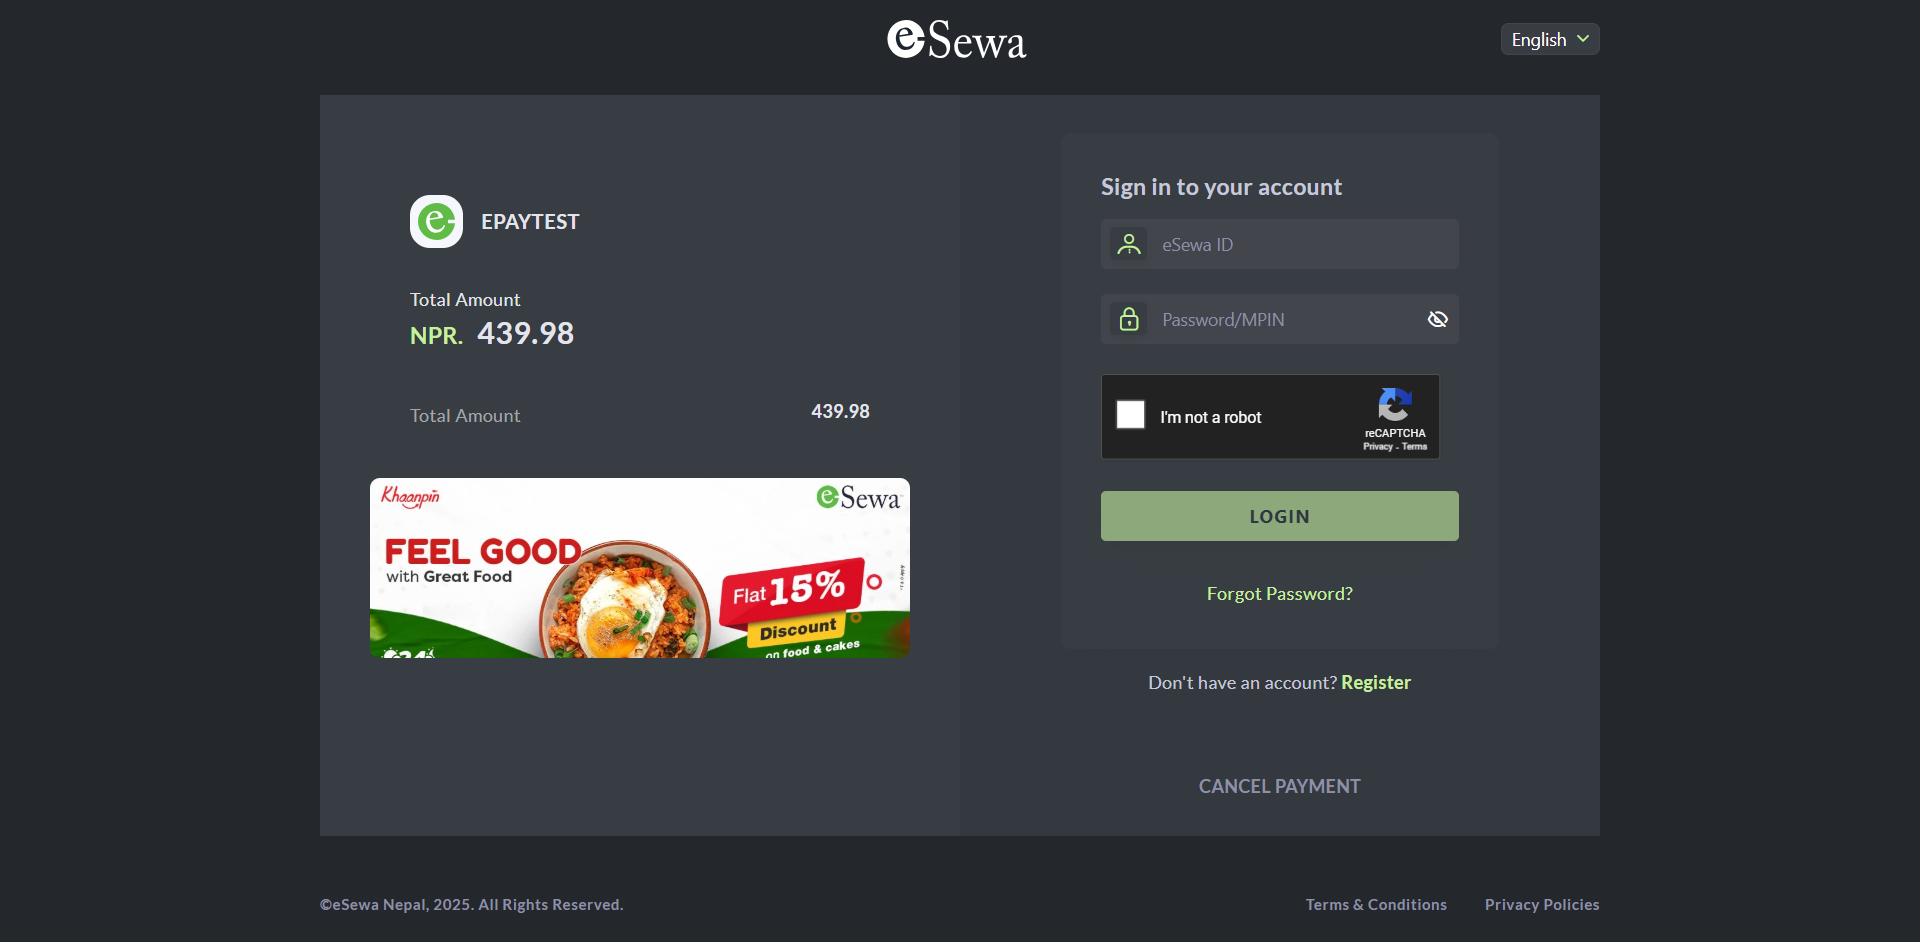 eSewa
English
EPAYTEST
Total Amount
NPR. 439.98
Total Amount 439.98
Khaanpin
eSewa
FEEL GOOD
with Great Food
Flat 15%
Discount
on food & cakes
Sign in to your account
eSewa ID
Password/MPIN
I'm not a robot
reCAPTCHA
Privacy - Terms
LOGIN
Forgot Password?
Don't have an account? Register
CANCEL PAYMENT
©eSewa Nepal, 2025. All Rights Reserved.
Terms & Conditions Privacy Policies